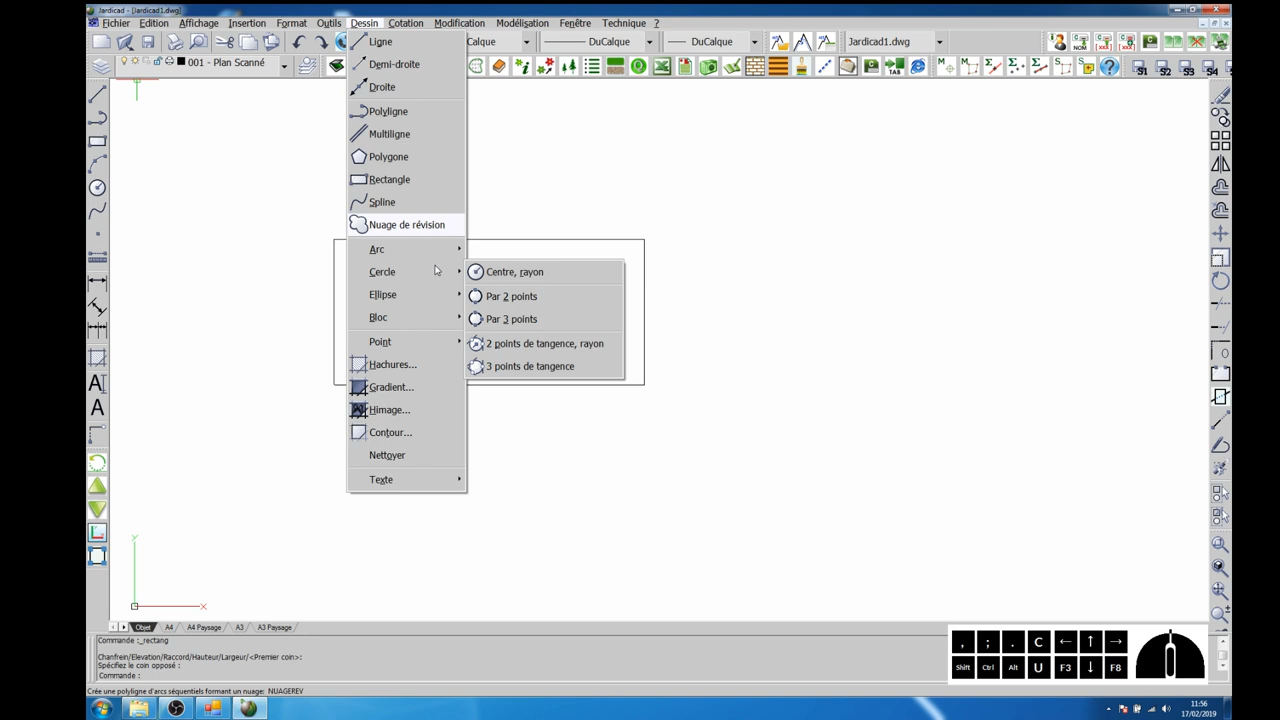 Jardicad - [Jardicad1.dwg]
Fichier Edition Affichage Insertion Format Outils Dessin Cotation Modification Modélisation Fenêtre Technique ?
Calque DuCalque DuCalque Jardicad1.dwg
001 - Plan Scanné
TAB
S1 S2 S3 S4
Ligne
Demi-droite
Droite
Polyligne
Multiligne
Polygone
Rectangle
Spline
Nuage de révision
Arc
Cercle
Ellipse
Bloc
Point
Hachures...
Gradient...
Himage...
Contour...
Nettoyer
Texte
Centre, rayon
Par 2 points
Par 3 points
2 points de tangence, rayon
3 points de tangence
Y
X
Objet A4 A4 Paysage A3 A3 Paysage
Commande :_rectang
Chanfrein/Elevation/Raccord/Hauteur/Largeur/<Premier coin>:
Spécifiez le coin opposé :
Commande :
Crée une polyligne d'arcs séquentiels formant un nuage: NUAGEREV
, ; . C ← ↑ →
Shift Ctrl Alt U F3 ↓ F8
11:56
17/02/2019